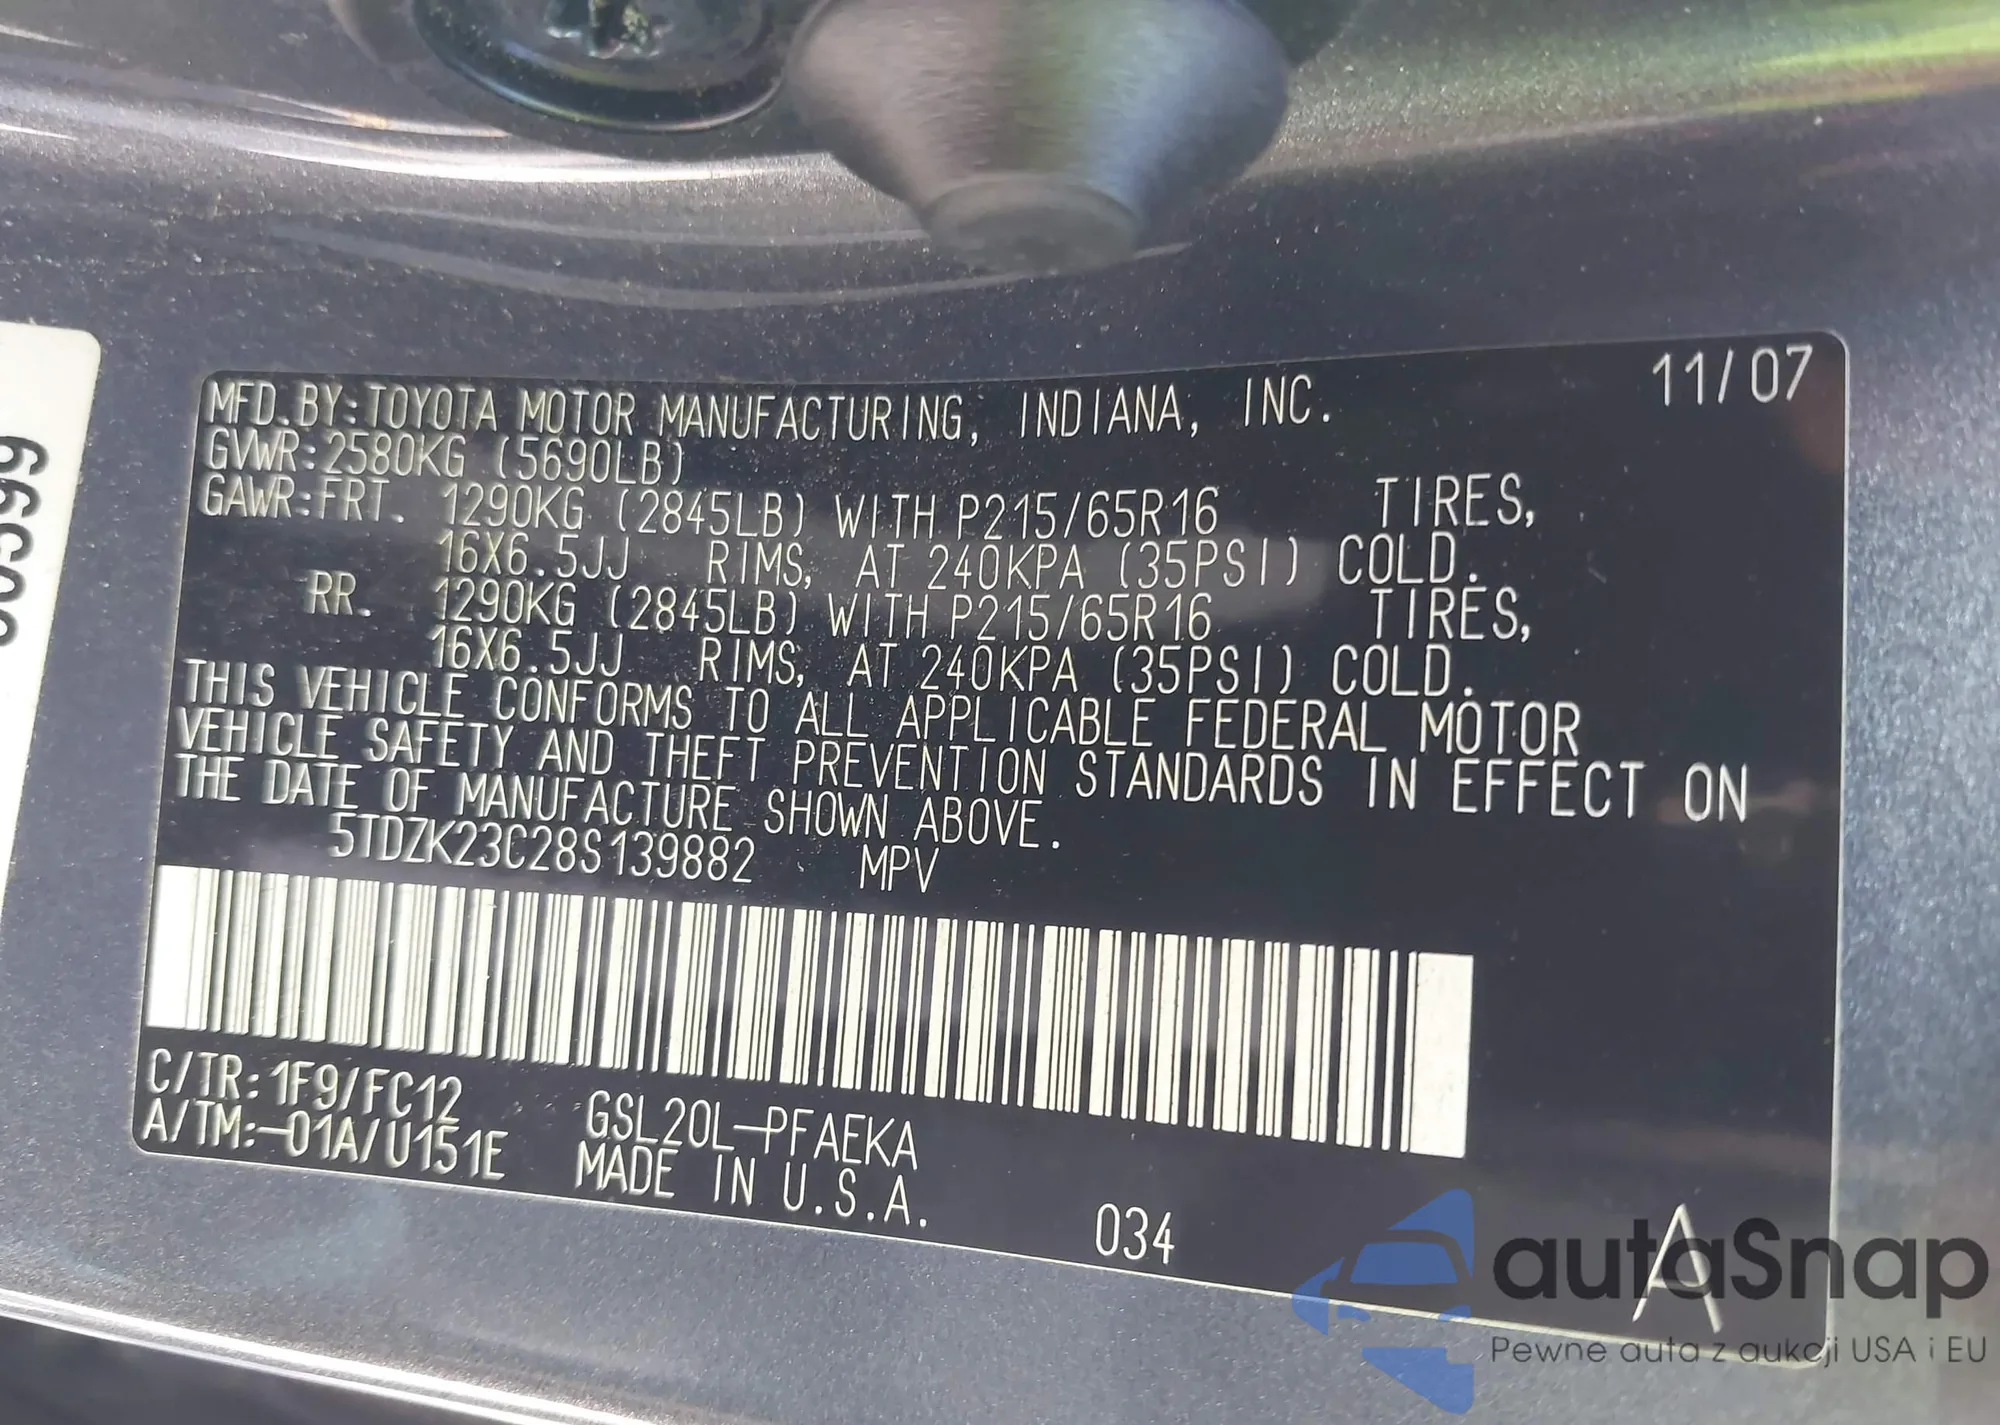 11/07
MFD.BY:TOYOTA MOTOR MANUFACTURING, INDIANA, INC.
GVWR:2580KG (5690LB)
GAWR:FRT. 1290KG (2845LB) WITH P215/65R16 TIRES,
16X6.5JJ RIMS, AT 240KPA (35PSI) COLD.
RR. 1290KG (2845LB) WITH P215/65R16 TIRES,
16X6.5JJ RIMS, AT 240KPA (35PSI) COLD.
THIS VEHICLE CONFORMS TO ALL APPLICABLE FEDERAL MOTOR
VEHICLE SAFETY AND THEFT PREVENTION STANDARDS IN EFFECT ON
THE DATE OF MANUFACTURE SHOWN ABOVE.
5TDZK23C28S139882 MPV
C/TR:1F9/FC12 GSL20L-PFAEKA
A/TM:-01A/U151E MADE IN U.S.A.
034
A
autaSnap
Pewne auta z aukcji USA i EU